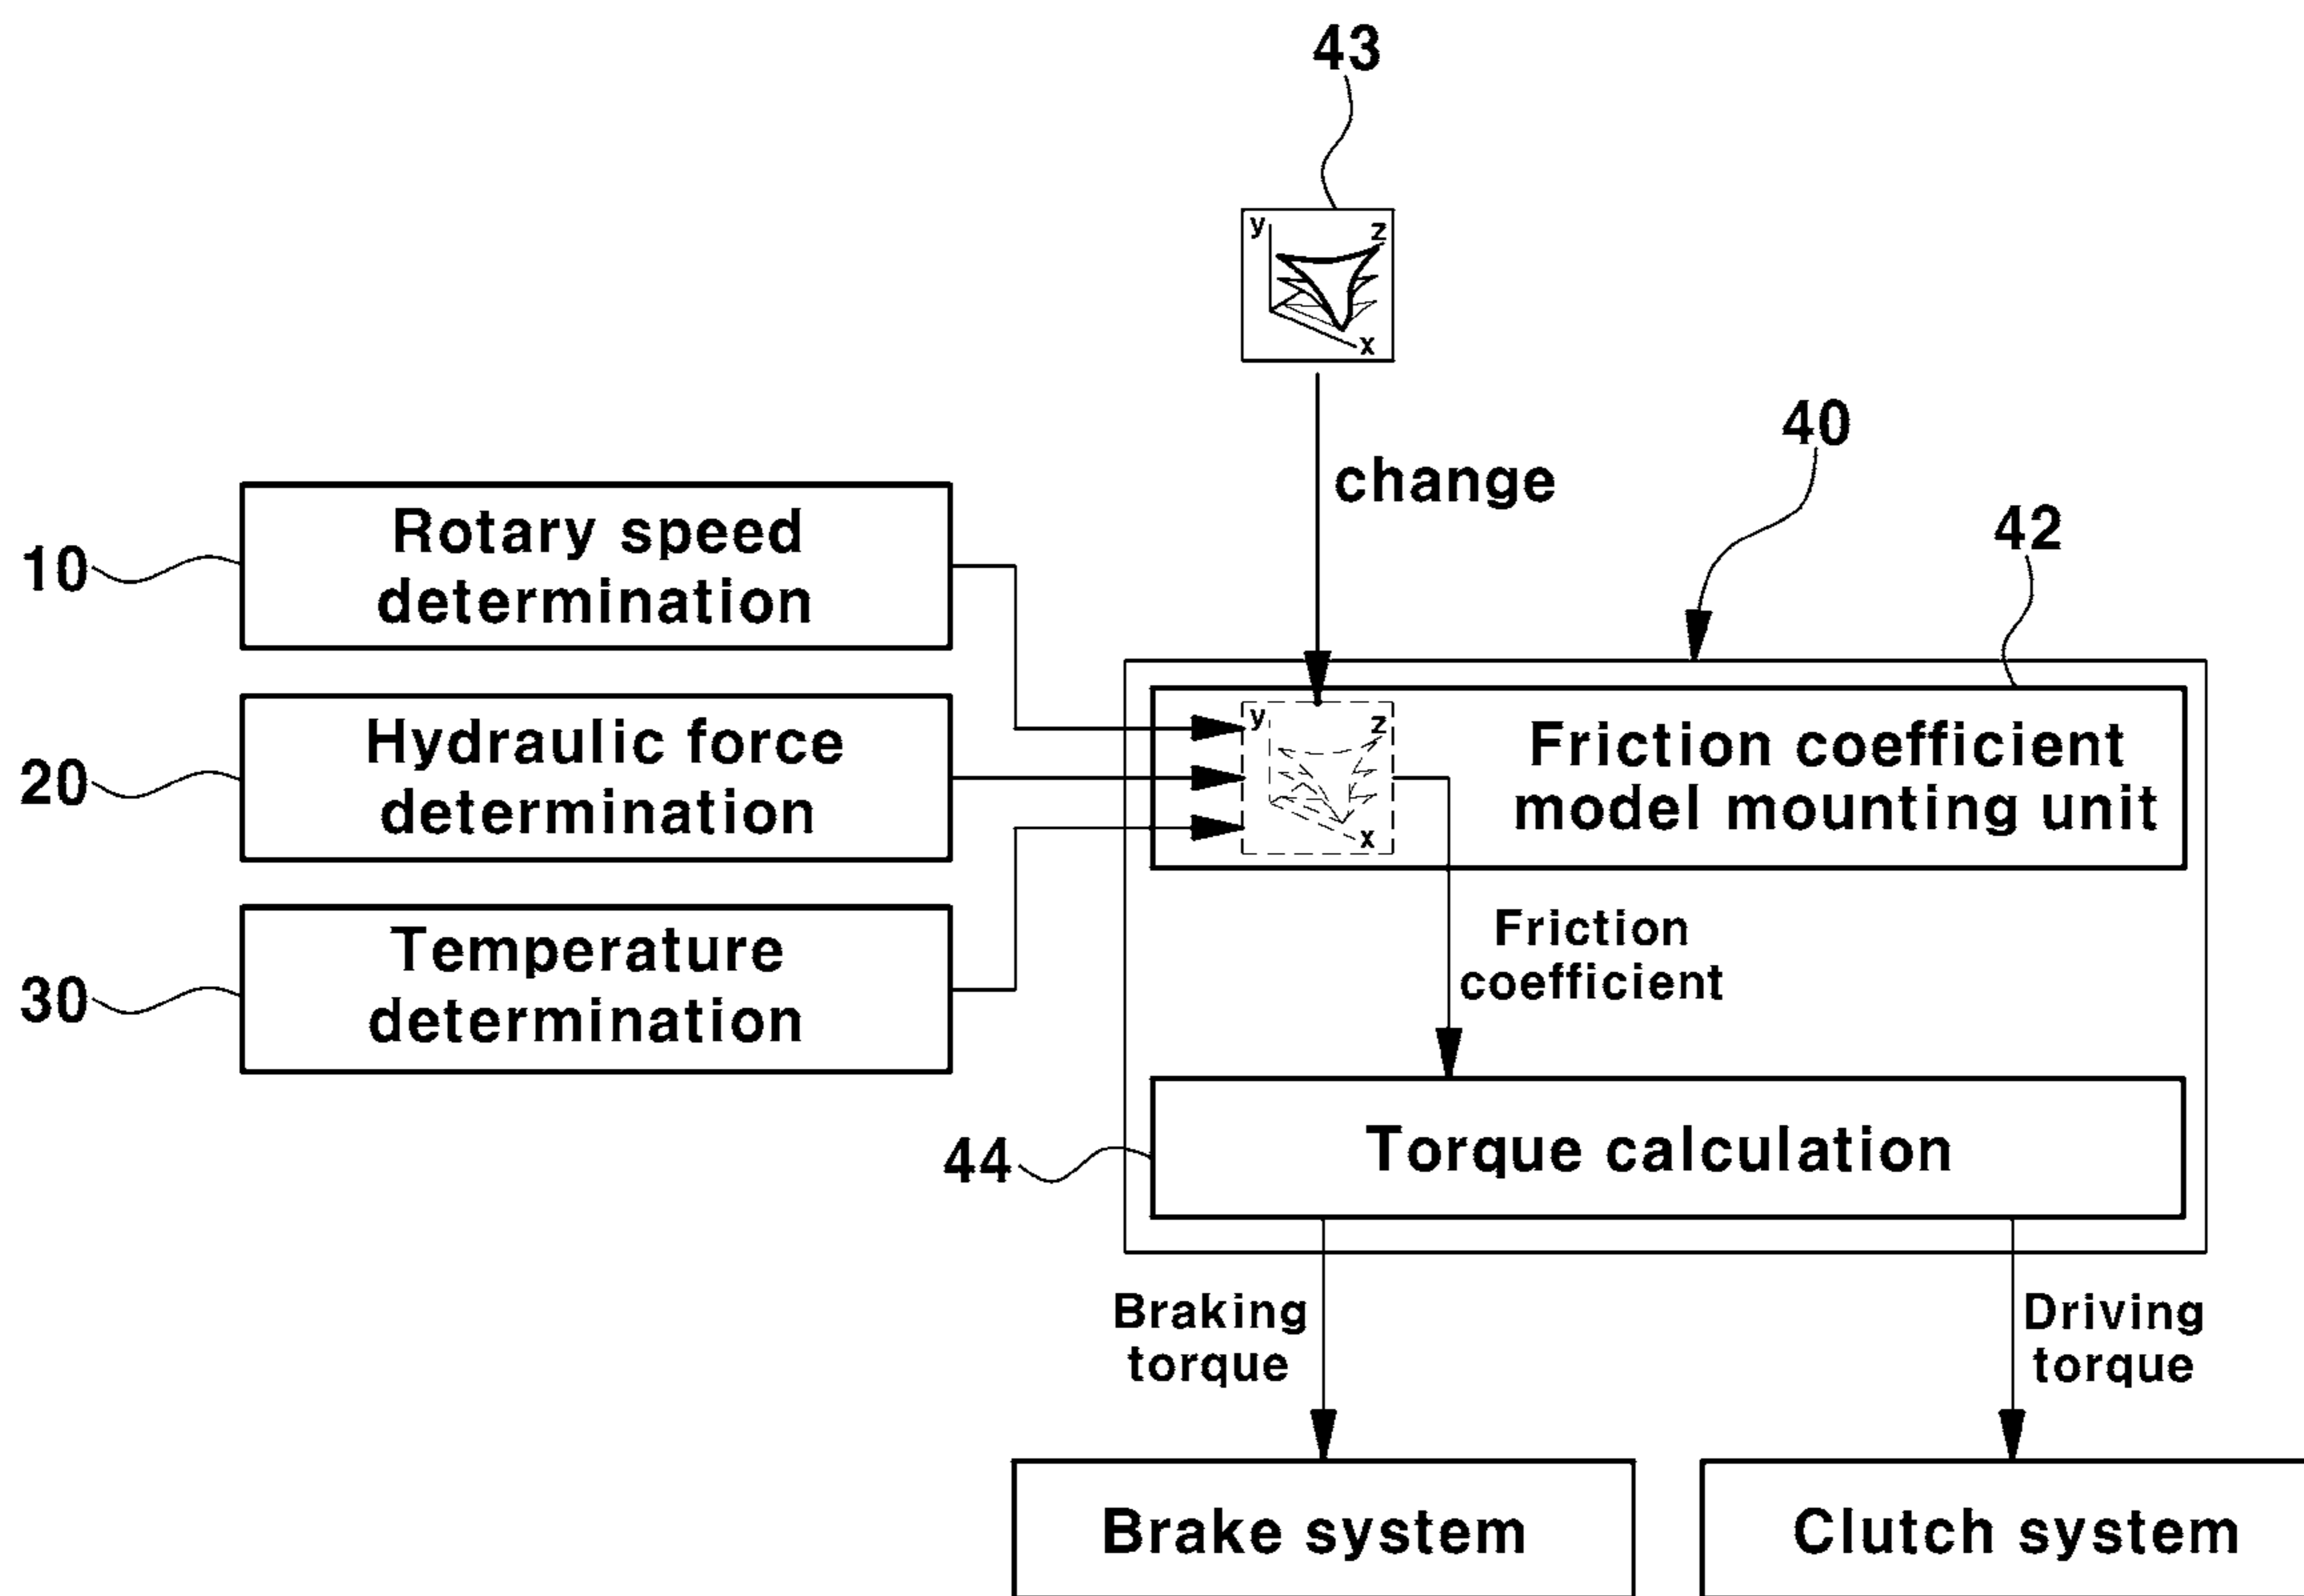 43
y
z
x
change
40
42
10
Rotary speed
determination
20
Hydraulic force
determination
30
Temperature
determination
y
z
x
Friction coefficient
model mounting unit
Friction
coefficient
44
Torque calculation
Braking
torque
Driving
torque
Brake system
Clutch system